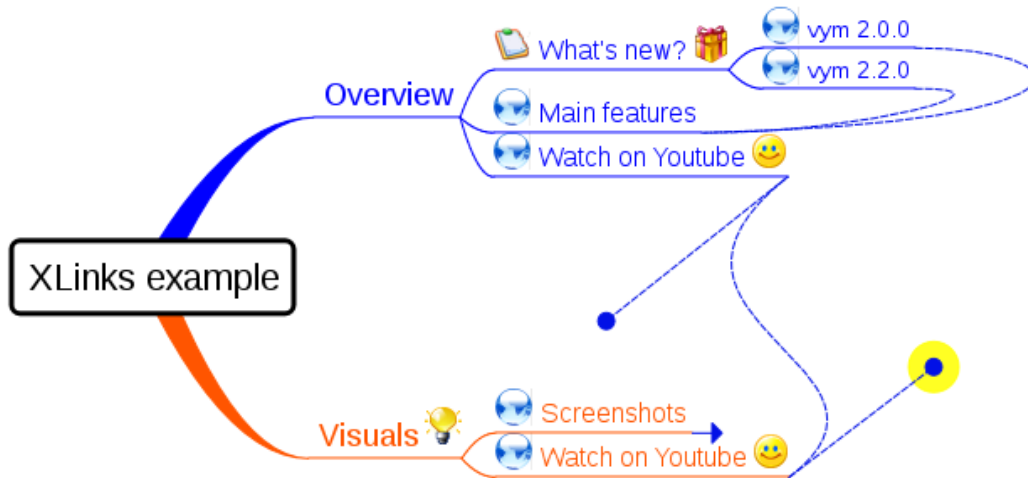 vym 2.0.0
What's new?
vym 2.2.0
Overview
Main features
Watch on Youtube
XLinks example
Screenshots
Visuals
Watch on Youtube